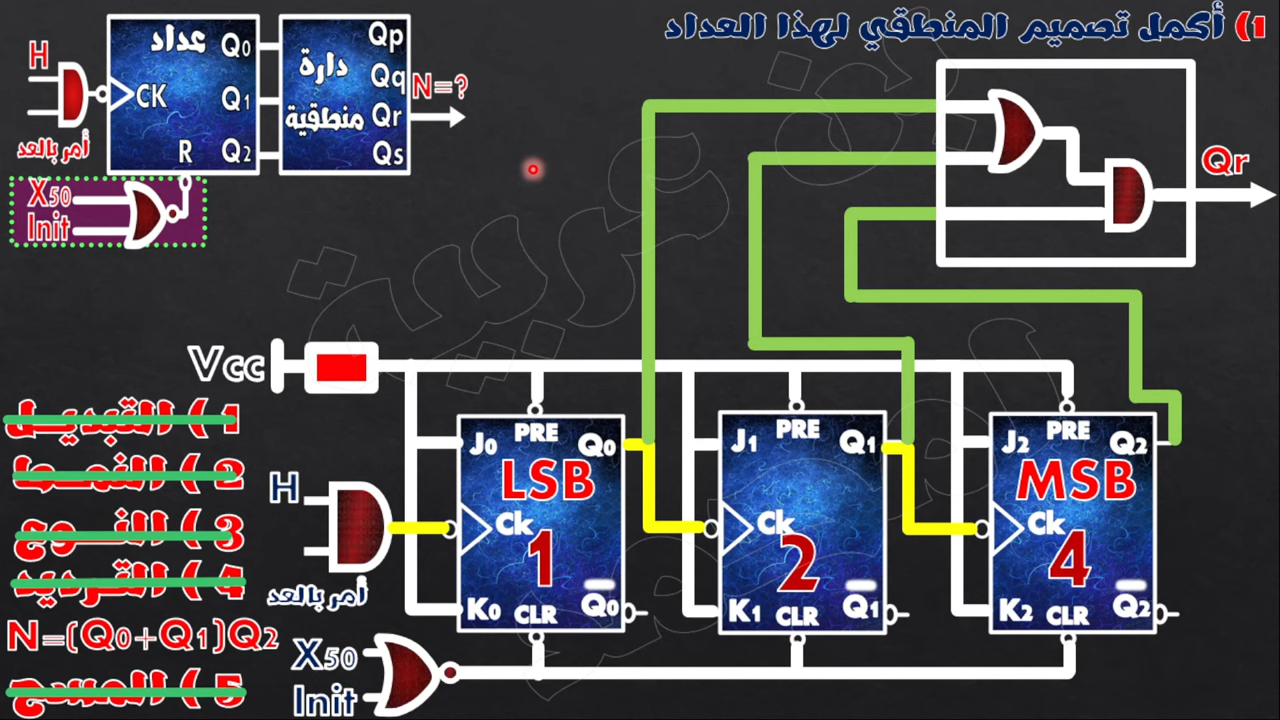 1) أكمل تصميم المنطقي لهذا العداد
H
CK
عداد
Q0
Q1
Q2
R
أمر بالعد
X50
Init
دارة
منطقية
Qp
Qq
Qr
Qs
N=?
Qr
Vcc
1) التبديل
2) النمط
3) النوع
4) الترديد
N=(Q0+Q1)Q2
5) المسح
H
أمر بالعد
X50
Init
J0 PRE Q0
LSB
Ck
1
K0 CLR Q̅0
J1 PRE Q1
Ck
2
K1 CLR Q̅1
J2 PRE Q2
MSB
Ck
4
K2 CLR Q̅2